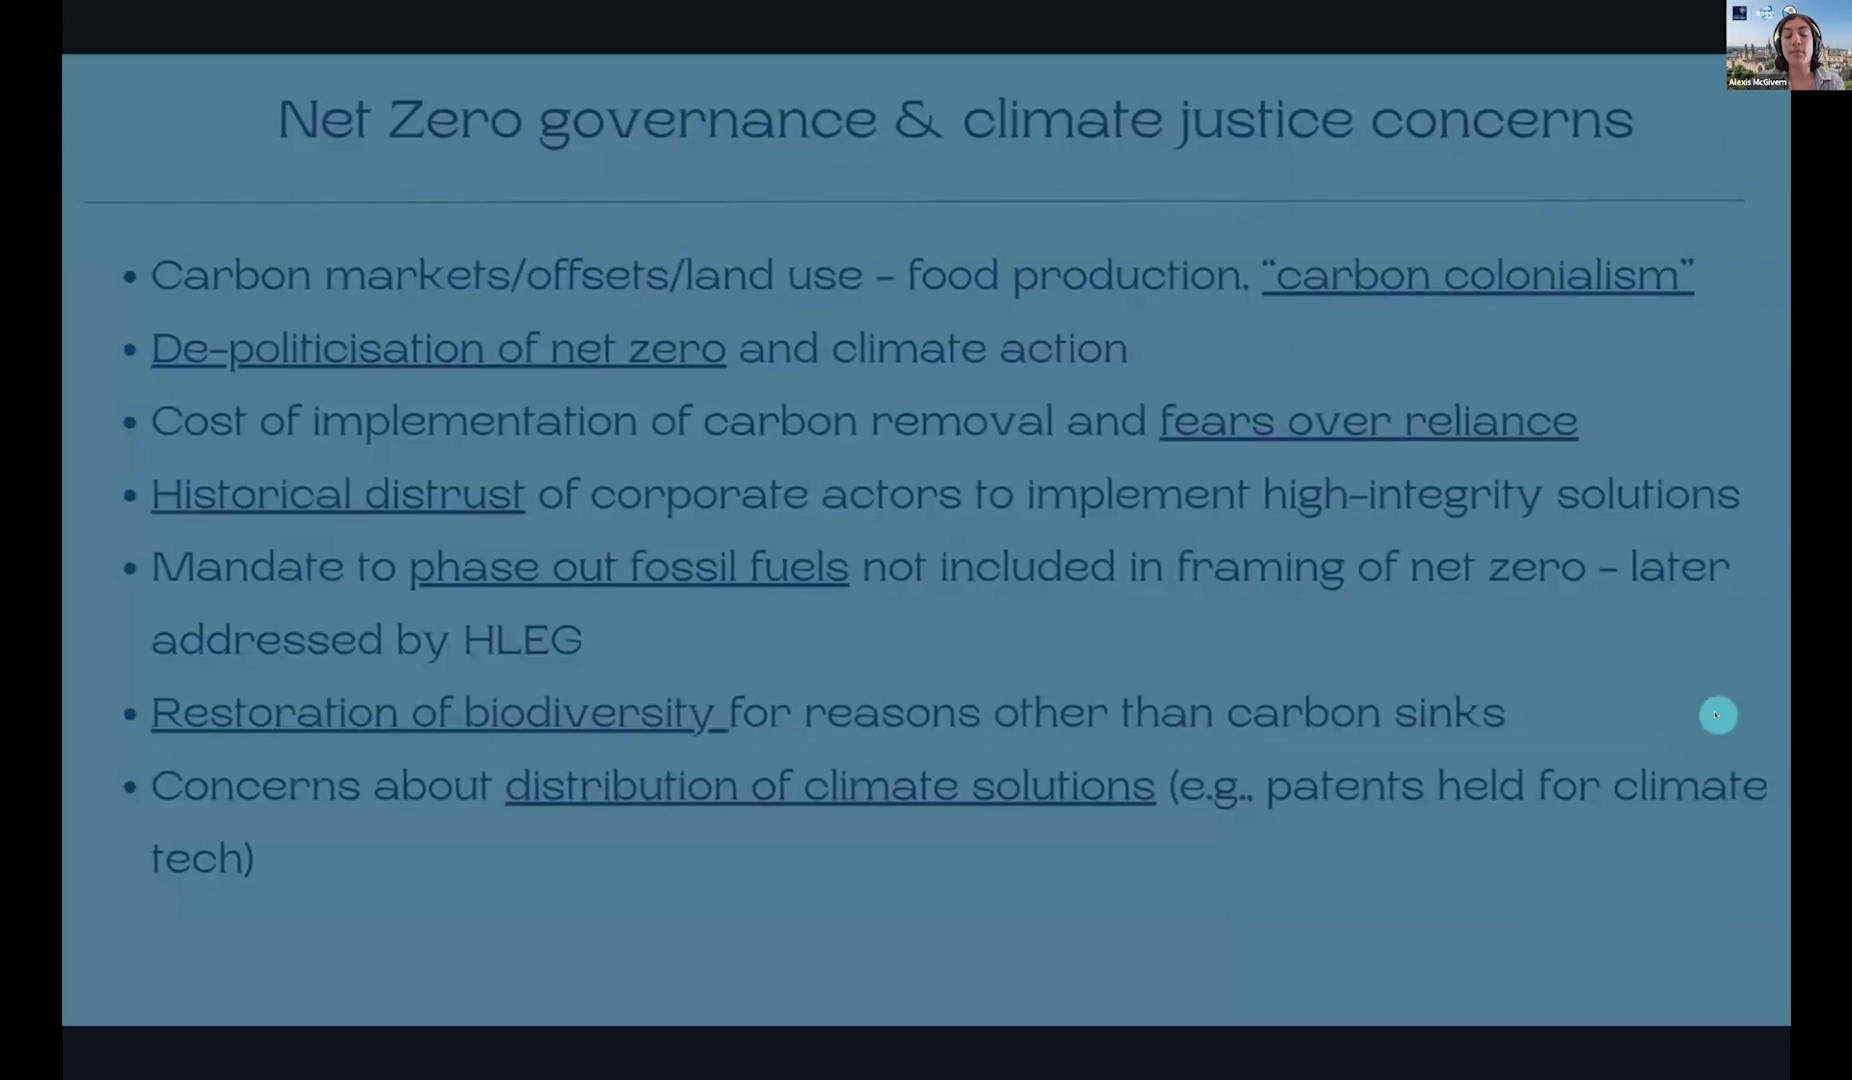 Net Zero governance & climate justice concerns
• Carbon markets/offsets/land use - food production, “carbon colonialism”
• De-politicisation of net zero and climate action
• Cost of implementation of carbon removal and fears over reliance
• Historical distrust of corporate actors to implement high-integrity solutions
• Mandate to phase out fossil fuels not included in framing of net zero - later
addressed by HLEG
• Restoration of biodiversity for reasons other than carbon sinks
• Concerns about distribution of climate solutions (e.g., patents held for climate
tech)
Alexis McGivern